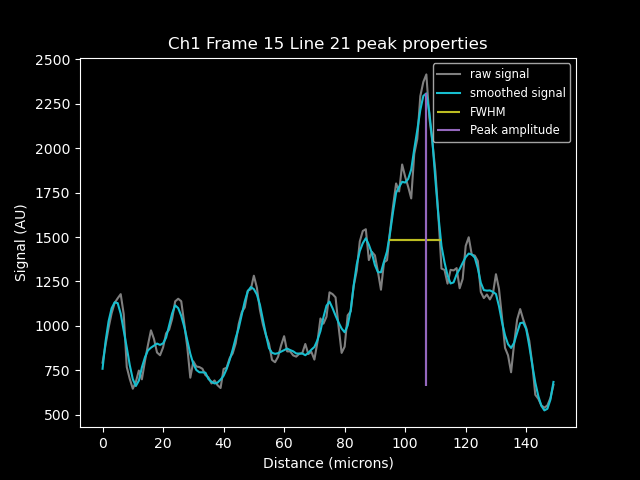 Ch1 Frame 15 Line 21 peak properties
raw signal
smoothed signal
FWHM
Peak amplitude
Signal (AU)
2500
2250
2000
1750
1500
1250
1000
750
500
0 20 40 60 80 100 120 140
Distance (microns)